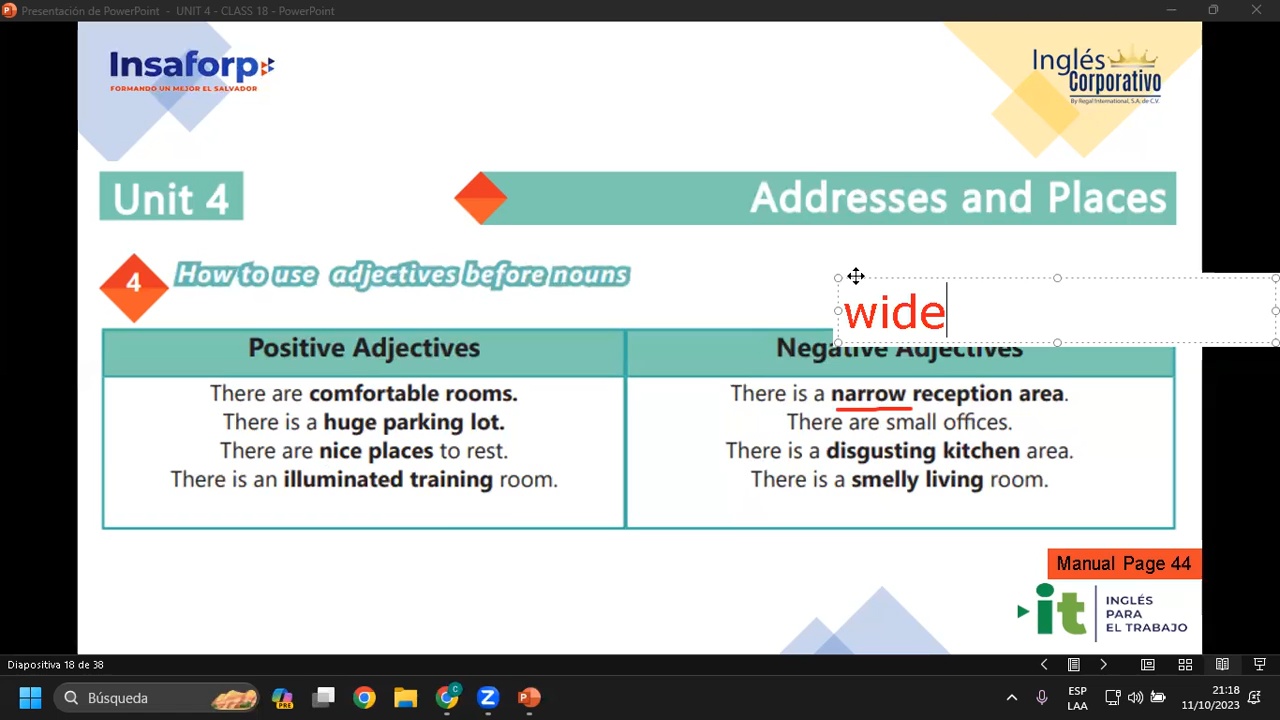 Presentación de PowerPoint - UNIT 4 - CLASS 18 - PowerPoint
Insaforp
FORMANDO UN MEJOR EL SALVADOR
Inglés
Corporativo
By Regal International, S.A. de C.V.
Unit 4
Addresses and Places
4
How to use adjectives before nouns
wide
Positive Adjectives
Negative Adjectives
There are comfortable rooms.
There is a huge parking lot.
There are nice places to rest.
There is an illuminated training room.
There is a narrow reception area.
There are small offices.
There is a disgusting kitchen area.
There is a smelly living room.
Manual Page 44
it
INGLÉS
PARA
EL TRABAJO
Diapositiva 18 de 38
Búsqueda
PRE
ESP
LAA
21:18
11/10/2023